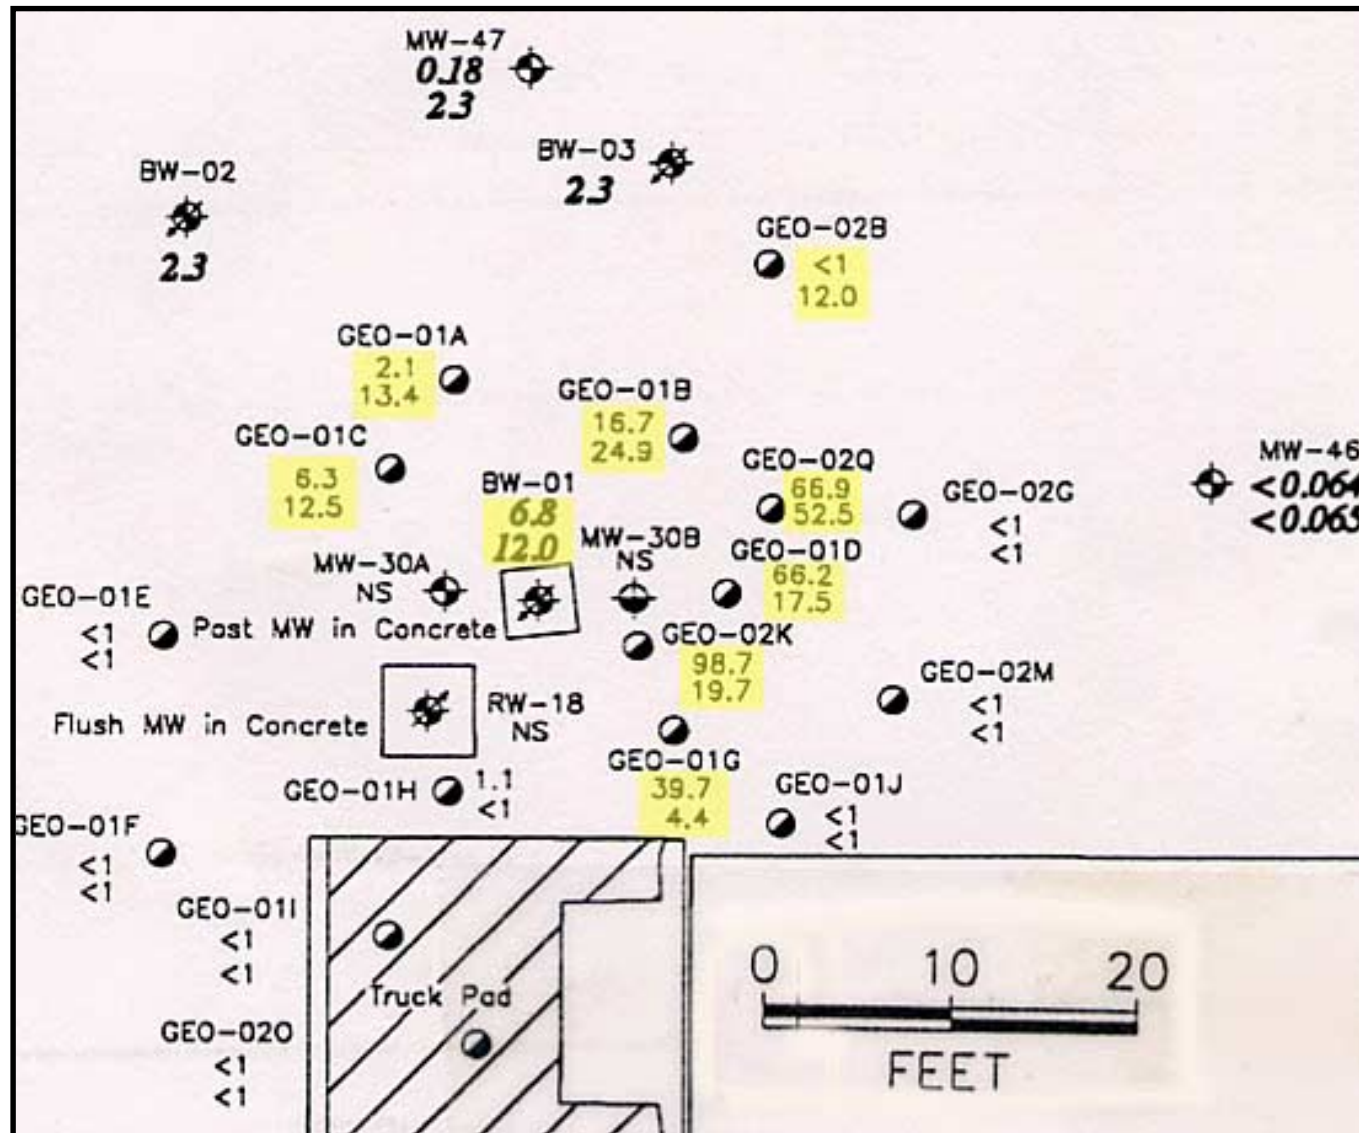 MW-47
0.18
2.3
BW-03
2.3
BW-02
2.3
GEO-02B
<1
12.0
GEO-01A
2.1
13.4
GEO-01B
16.7
24.9
GEO-01C
6.3
12.5
BW-01
6.8
12.0
GEO-02Q
66.9
52.5
GEO-02G
<1
<1
MW-46
<0.064
<0.065
MW-30A
NS
MW-30B
NS
GEO-01D
66.2
17.5
GEO-01E
<1
<1
Post MW in Concrete
GEO-02K
98.7
19.7
GEO-02M
<1
<1
RW-18
NS
Flush MW in Concrete
GEO-01G
39.7
4.4
GEO-01H
1.1
<1
GEO-01J
<1
<1
GEO-01F
<1
<1
GEO-01I
<1
<1
Truck Pad
GEO-02O
<1
<1
0 10 20
FEET